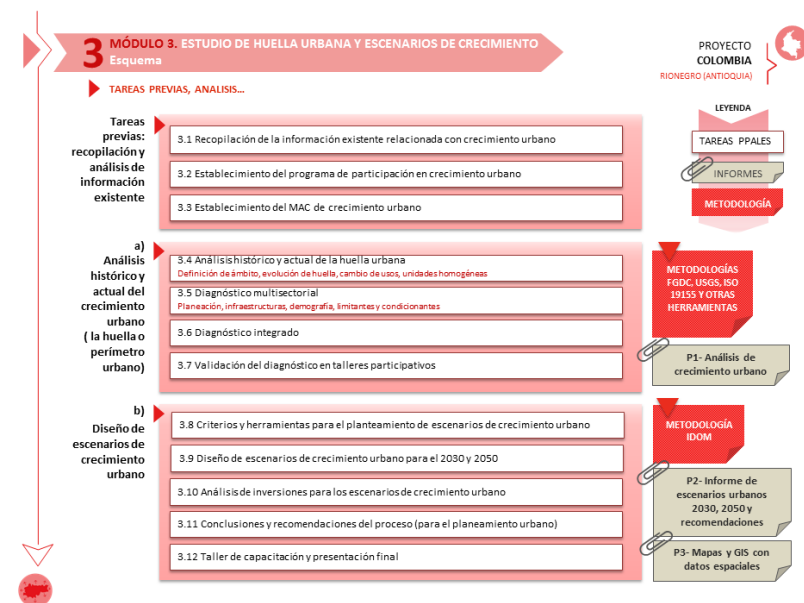 3 MÓDULO 3. ESTUDIO DE HUELLA URBANA Y ESCENARIOS DE CRECIMIENTO
Esquema
PROYECTO
COLOMBIA
RIONEGRO (ANTIOQUIA)
TAREAS PREVIAS, ANALISIS...
LEYENDA
TAREAS PPALES
INFORMES
METODOLOGÍA
Tareas
previas:
recopilación y
análisis de
información
existente
3.1 Recopilación de la información existente relacionada con crecimiento urbano
3.2 Establecimiento del programa de participación en crecimiento urbano
3.3 Establecimiento del MAC de crecimiento urbano
a)
Análisis
histórico y
actual del
crecimiento
urbano
( la huella o
perímetro
urbano)
3.4 Análisis histórico y actual de la huella urbana
Definición de ámbito, evolución de huella, cambio de usos, unidades homogéneas
3.5 Diagnóstico multisectorial
Planeación, infraestructuras, demografía, limitantes y condicionantes
3.6 Diagnóstico integrado
3.7 Validación del diagnóstico en talleres participativos
METODOLOGÍAS
FGDC, USGS, ISO
19155 Y OTRAS
HERRAMIENTAS
P1- Análisis de
crecimiento urbano
b)
Diseño de
escenarios de
crecimiento
urbano
3.8 Criterios y herramientas para el planteamiento de escenarios de crecimiento urbano
3.9 Diseño de escenarios de crecimiento urbano para el 2030 y 2050
3.10 Análisis de inversiones para los escenarios de crecimiento urbano
3.11 Conclusiones y recomendaciones del proceso (para el planeamiento urbano)
3.12 Taller de capacitación y presentación final
METODOLOGÍA
IDOM
P2- Informe de
escenarios urbanos
2030, 2050 y
recomendaciones
P3- Mapas y GIS con
datos espaciales